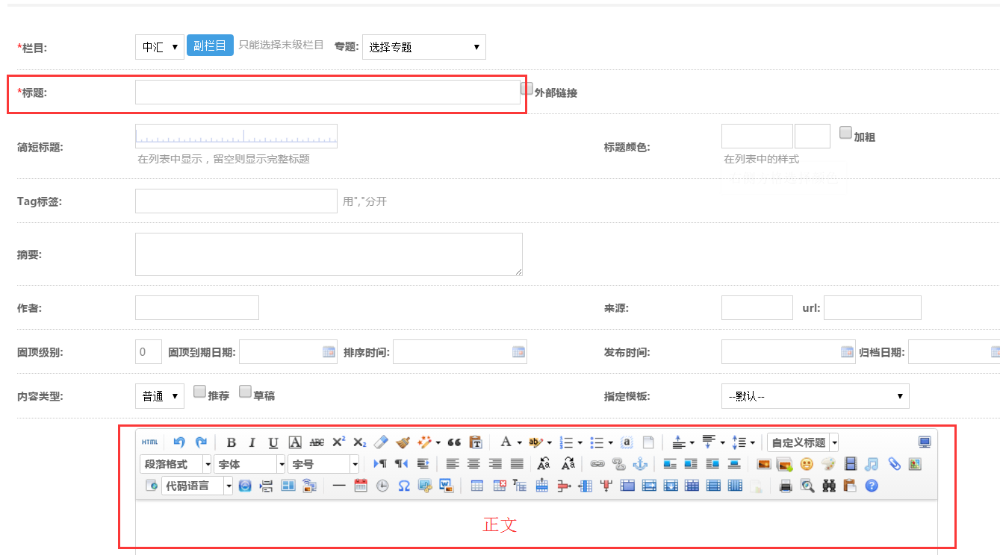 *栏目: 中汇 副栏目 只能选择末级栏目 专题: 选择专题
*标题: 外部链接
简短标题: 标题颜色: 加粗
在列表中显示，留空则显示完整标题 在列表中的样式
Tag标签: 用","分开
摘要:
作者: 来源: url:
固顶级别: 0 固顶到期日期: 排序时间: 发布时间: 归档日期:
内容类型: 普通 推荐 草稿 指定模板: --默认--
HTML B I U A ABC X² X₂ T A ab a 自定义标题
段落格式 字体 字号 Aa Aa
代码语言 Ω W T
正文